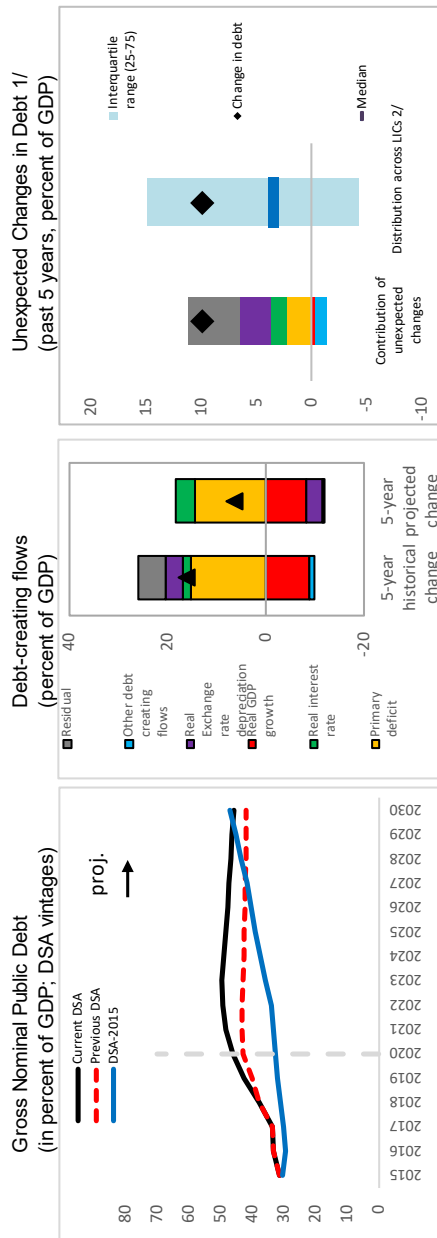 Gross Nominal Public Debt
(in percent of GDP; DSA vintages)
Current DSA
Previous DSA
DSA-2015
proj.
80
70
60
50
40
30
20
10
0
2015
2016
2017
2018
2019
2020
2021
2022
2023
2024
2025
2026
2027
2028
2029
2030
Debt-creating flows
(percent of GDP)
Residual
Other debt
creating
flows
Real
Exchange
rate
depreciation
Real GDP
growth
Real interest
rate
Primary
deficit
40
20
0
-20
5-year
historical
change
5-year
projected
change
Unexpected Changes in Debt 1/
(past 5 years, percent of GDP)
20
15
10
5
0
-5
-10
Contribution of
unexpected
changes
Distribution across LICs 2/
Interquartile
range (25-75)
Change in debt
Median